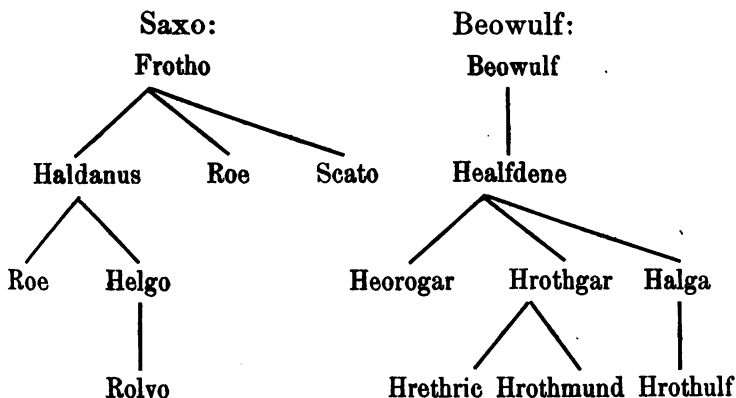 Saxo: Beowulf:
Frotho Beowulf
Haldanus Roe Scato Healfdene
Roe Helgo Heorogar Hrothgar Halga
Rolvo Hrethric Hrothmund Hrothulf